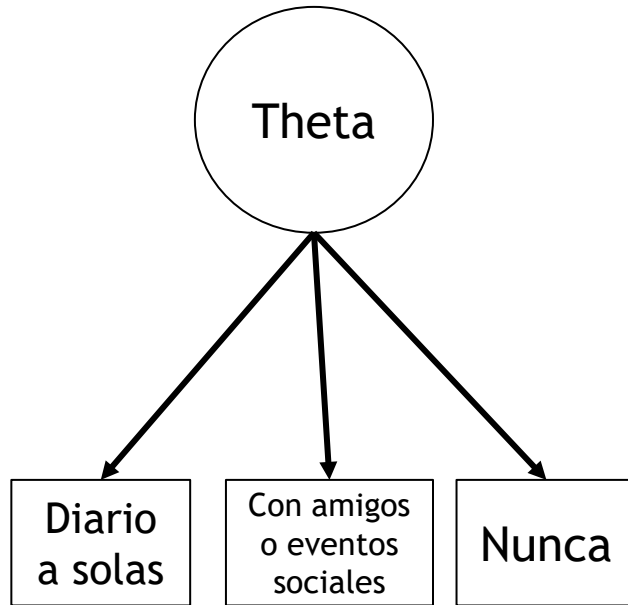 Theta
Diario
a solas
Con amigos
o eventos
sociales
Nunca